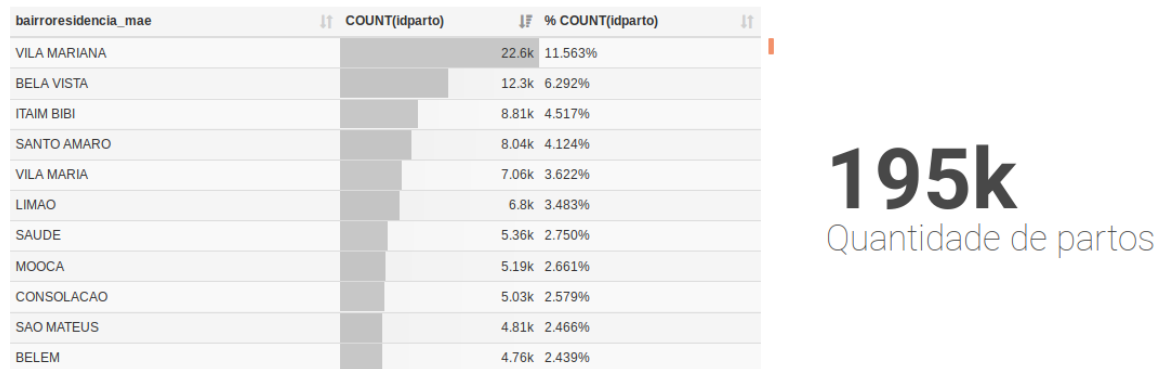 bairroresidencia_mae COUNT(idparto) % COUNT(idparto)
VILA MARIANA 22.6k 11.563%
BELA VISTA 12.3k 6.292%
ITAIM BIBI 8.81k 4.517%
SANTO AMARO 8.04k 4.124%
VILA MARIA 7.06k 3.622%
LIMAO 6.8k 3.483%
SAUDE 5.36k 2.750%
MOOCA 5.19k 2.661%
CONSOLACAO 5.03k 2.579%
SAO MATEUS 4.81k 2.466%
BELEM 4.76k 2.439%
195k
Quantidade de partos